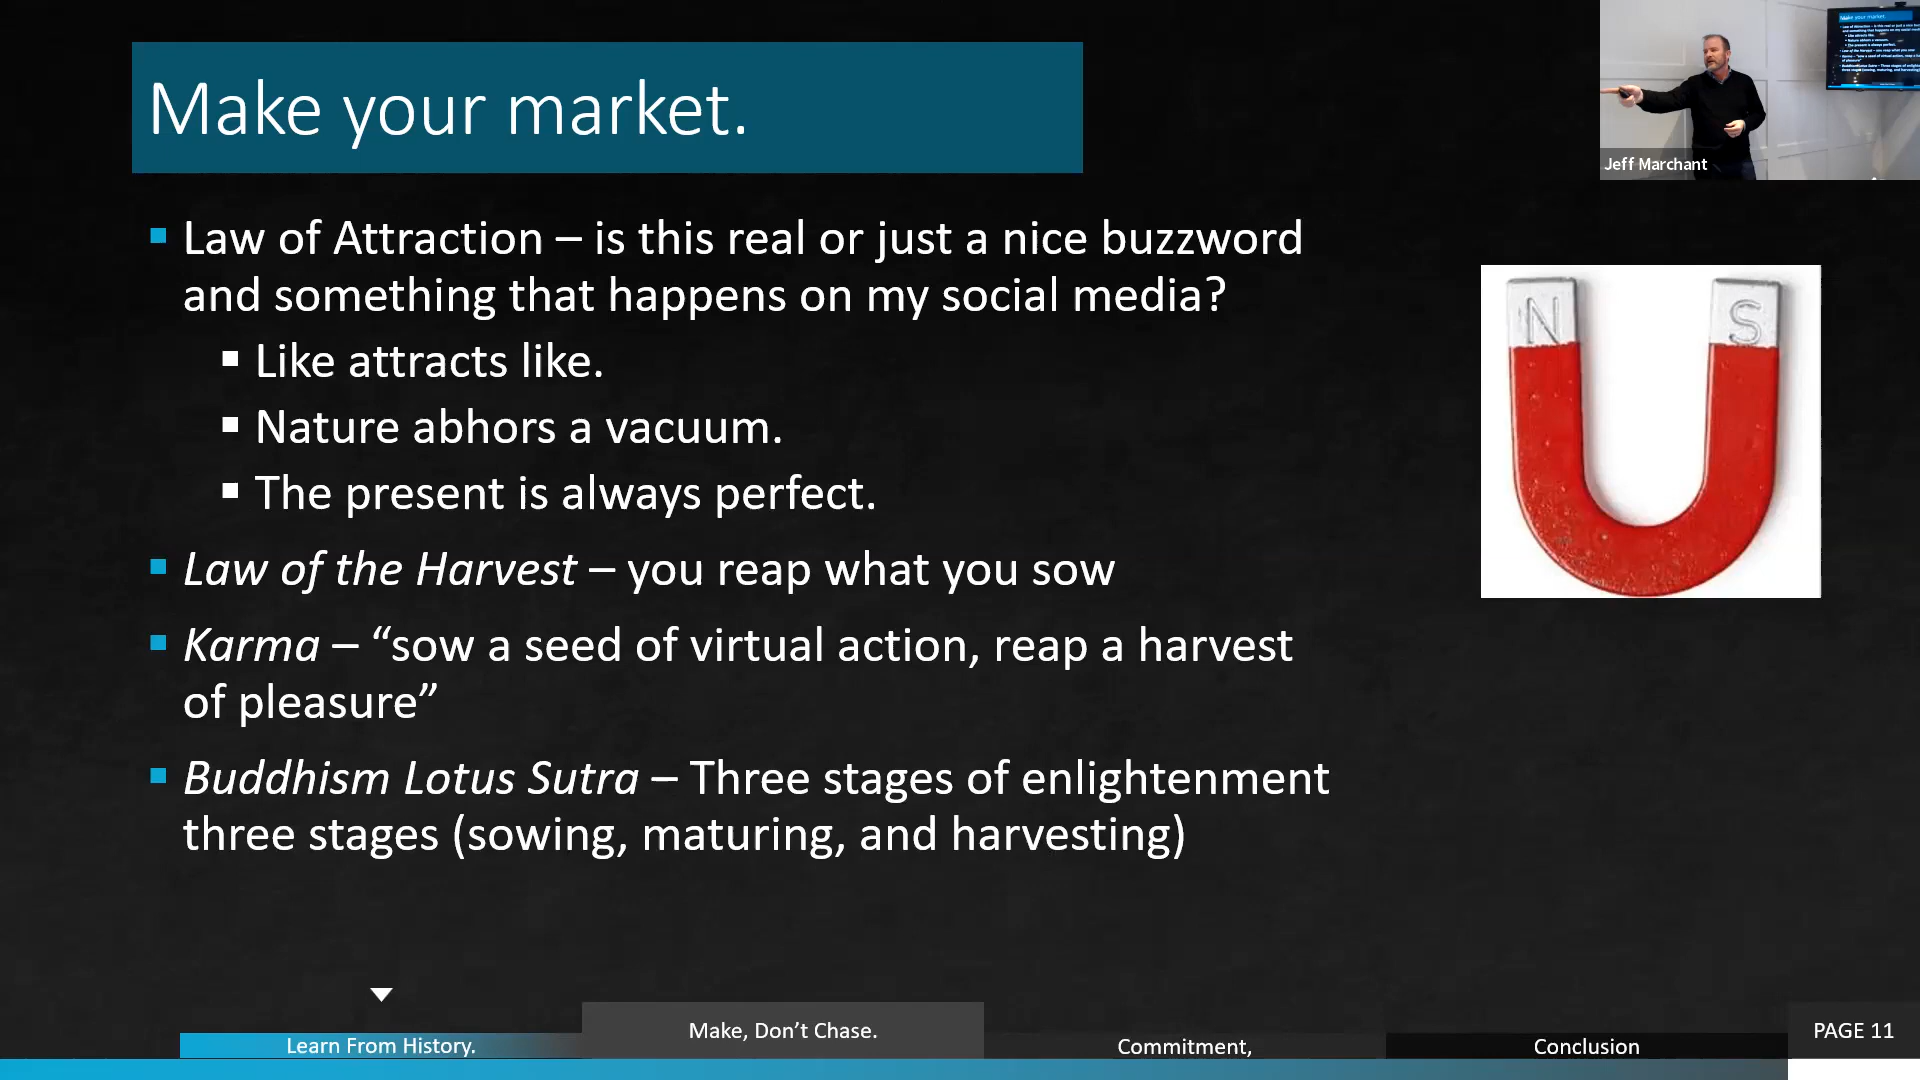 Make your market.
Jeff Marchant
Law of Attraction – is this real or just a nice buzzword
and something that happens on my social media?
Like attracts like.
Nature abhors a vacuum.
The present is always perfect.
Law of the Harvest – you reap what you sow
Karma – “sow a seed of virtual action, reap a harvest
of pleasure”
Buddhism Lotus Sutra – Three stages of enlightenment
three stages (sowing, maturing, and harvesting)
N S
Learn From History.
Make, Don’t Chase.
Commitment,
Conclusion
PAGE 11